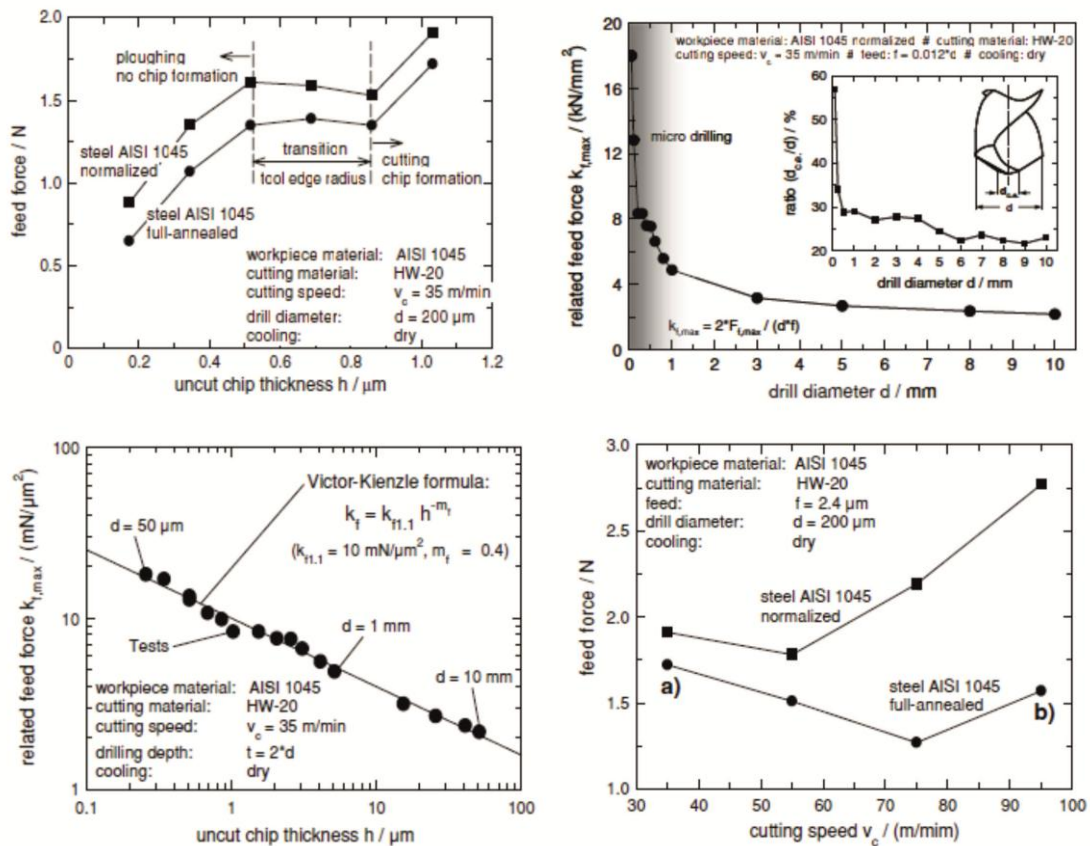 2.0
1.5
1.0
2.0
1.5
0.0
0.0 0.2 0.4 0.6 0.8 1.0 1.2
feed force / N
uncut chip thickness h / μm
ploughing
no chip formation
transition
tcol edge radius
cutting
chip formation
steel AISI 1045
normalized
steel AISI 1045
full-annealed
workpiece material: AISI 1045
cutting material: HW-20
cutting speed: v_c = 35 m/min
drill diameter: d = 200 μm
cooling: dry
20
18
16
14
12
10
8
6
4
2
0
0 1 2 3 4 5 6 7 8 9 10
related feed force k_f,max / (kN/mm²)
drill diameter d / mm
workpiece material: AISI 1045 normalized # cutting material: HW-20
cutting speed: v_c = 35 m/min # feed: f = 0.012*d # cooling: dry
micro drilling
k_f,max = 2*F_f,max / (d*f)
60
50
40
30
20
0 1 2 3 4 5 6 7 8 9 10
ratio (d_c.e./d) / %
drill diameter d / mm
d_c.e.
d
100
10
1
0.1 1 10 100
related feed force k_f,max / (mN/μm²)
uncut chip thickness h / μm
Victor-Kienzle formula:
k_f = k_f1.1 h^-m_f
(k_f1.1 = 10 mN/μm², m_f = 0.4)
d = 50 μm
Tests
d = 1 mm
d = 10 mm
workpiece material: AISI 1045
cutting material: HW-20
cutting speed: v_c = 35 m/min
drilling depth: t = 2*d
cooling: dry
3.0
2.5
2.0
1.5
1.0
30 40 50 60 70 80 90 100
feed force / N
cutting speed v_c / (m/mim)
workpiece material: AISI 1045
cutting material: HW-20
feed: f = 2.4 μm
drill diameter: d = 200 μm
cooling: dry
steel AISI 1045
normalized
steel AISI 1045
full-annealed
a)
b)